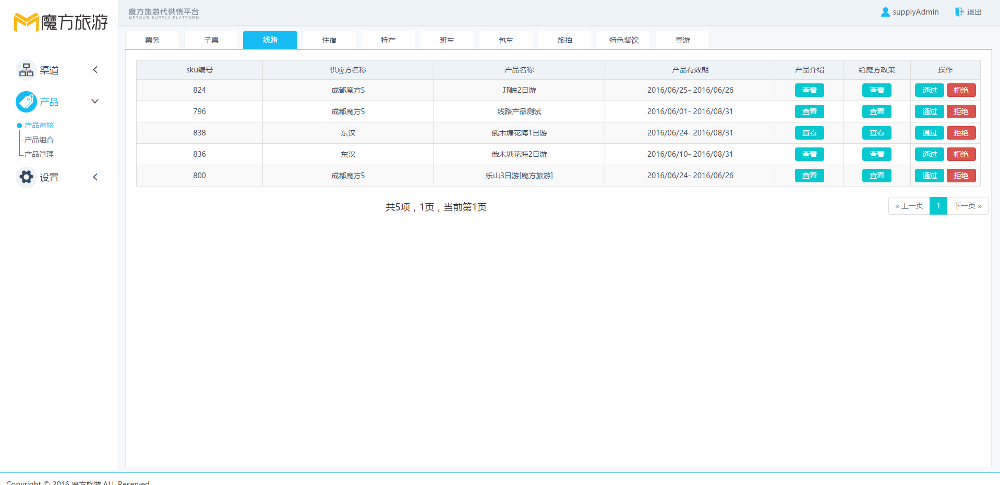 魔方旅游
魔方旅游代供销平台
MFTOUR SUPPLY PLATFORM
supplyAdmin 退出
渠道
产品
产品审核
产品组合
产品管理
设置
票务 子票 线路 住宿 特产 班车 包车 旅拍 特色餐饮 导游
sku编号 供应方名称 产品名称 产品有效期 产品介绍 给魔方政策 操作
824 成都魔方5 邛崃2日游 2016/06/25- 2016/06/26 查看 查看 通过 拒绝
796 成都魔方5 线路产品测试 2016/06/01- 2016/08/31 查看 查看 通过 拒绝
838 东汉 俄木塘花海1日游 2016/06/24- 2016/08/31 查看 查看 通过 拒绝
836 东汉 俄木塘花海2日游 2016/06/10- 2016/08/31 查看 查看 通过 拒绝
800 成都魔方5 乐山3日游[魔方旅游] 2016/06/24- 2016/06/26 查看 查看 通过 拒绝
共5项，1页，当前第1页
« 上一页 1 下一页 »
Copyright © 2016 魔方旅游 ALL Reserved